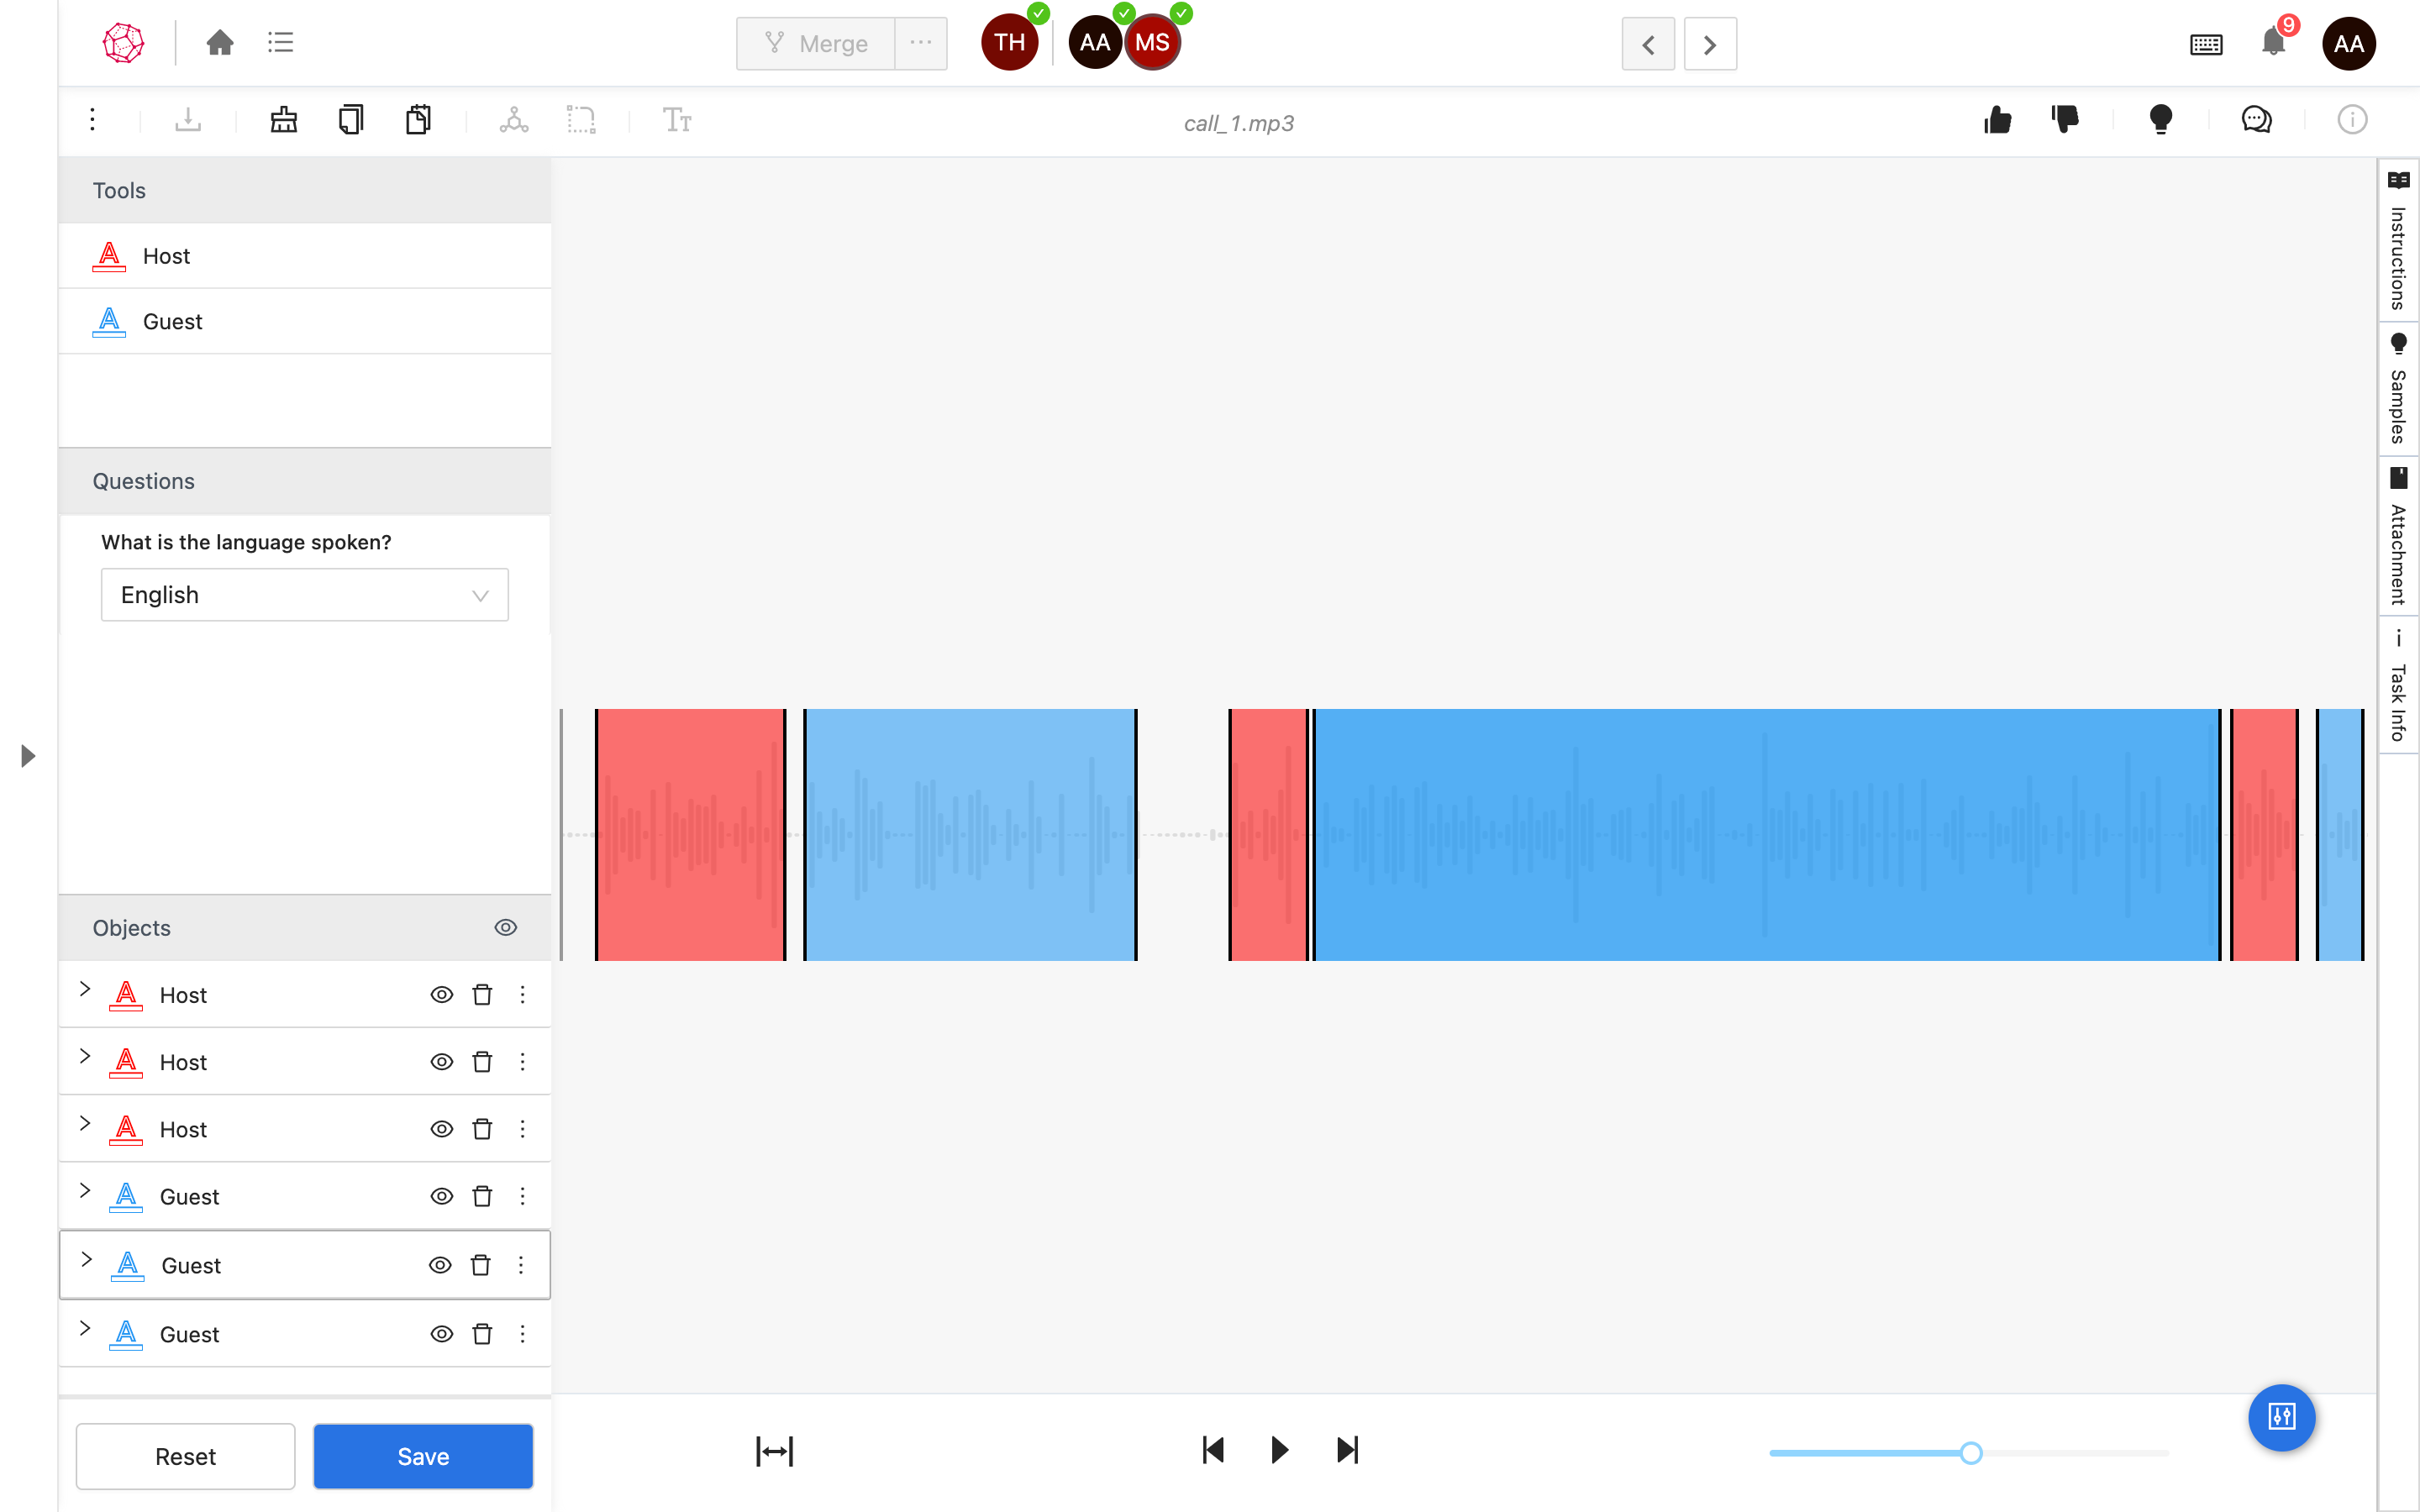 Merge
TH
AA
MS
9
AA
call_1.mp3
Tools
Host
Guest
Questions
What is the language spoken?
English
Objects
Host
Host
Host
Guest
Guest
Guest
Reset
Save
Instructions
Samples
Attachment
Task Info